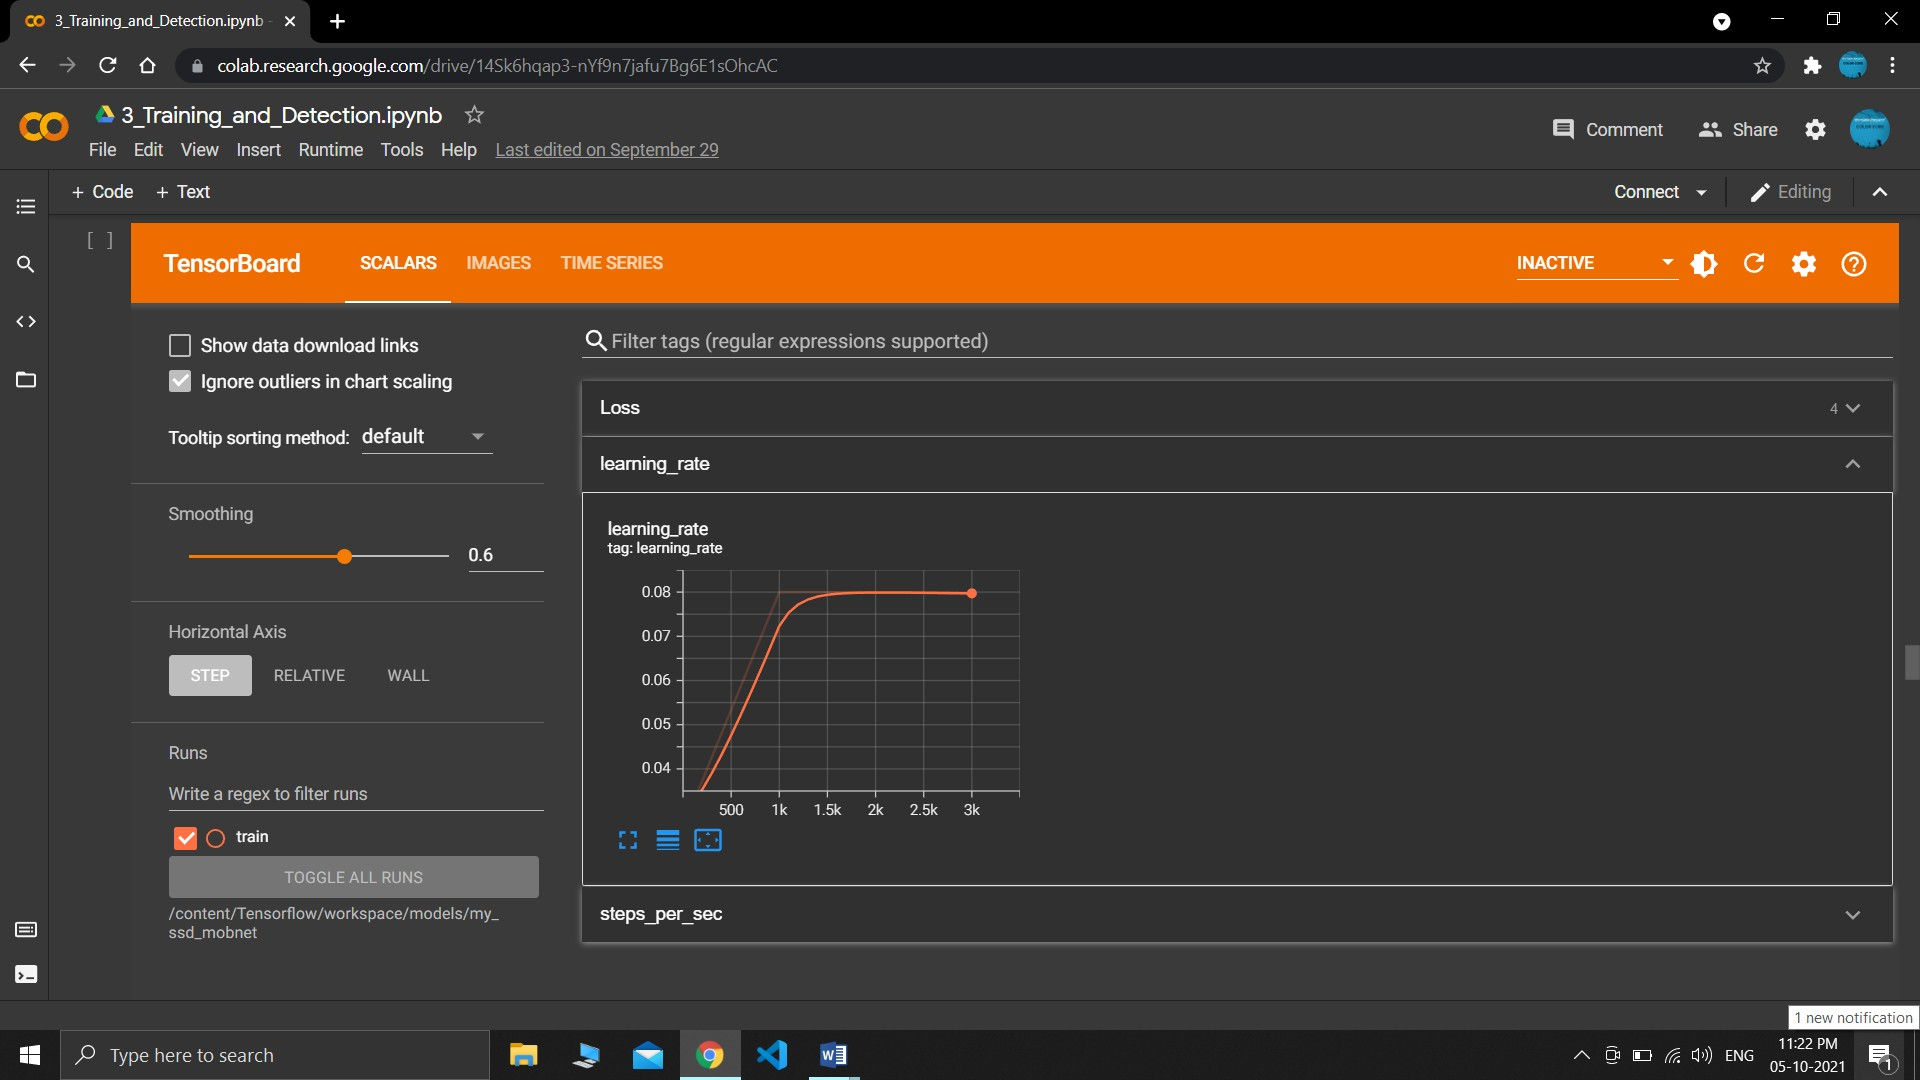 3_Training_and_Detection.ipynb -
colab.research.google.com/drive/14Sk6hqap3-nYf9n7jafu7Bg6E1sOhcAC
3_Training_and_Detection.ipynb
Comment Share
File Edit View Insert Runtime Tools Help Last edited on September 29
+ Code + Text
Connect Editing
[ ]
TensorBoard SCALARS IMAGES TIME SERIES INACTIVE
Show data download links
Ignore outliers in chart scaling
Tooltip sorting method: default
Smoothing
0.6
Horizontal Axis
STEP RELATIVE WALL
Runs
Write a regex to filter runs
train
TOGGLE ALL RUNS
/content/Tensorflow/workspace/models/my_
ssd_mobnet
Filter tags (regular expressions supported)
Loss 4
learning_rate
learning_rate
tag: learning_rate
0.08
0.07
0.06
0.05
0.04
500 1k 1.5k 2k 2.5k 3k
steps_per_sec
1 new notification
Type here to search
ENG
11:22 PM
05-10-2021
1